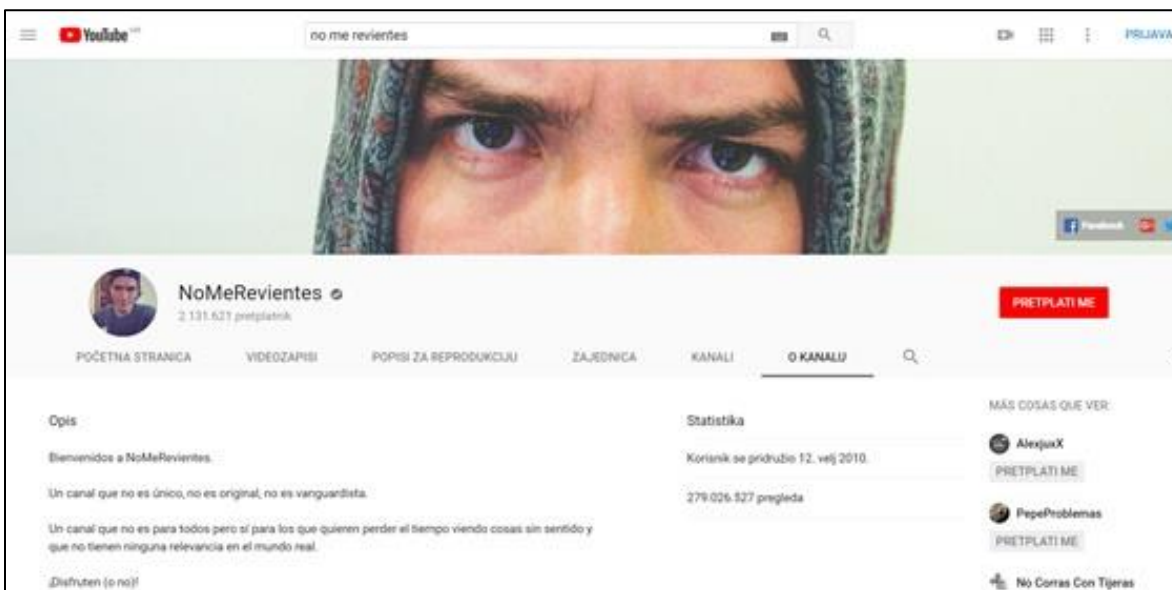 YouTube
no me revientes
PRIJAVA
Facebook
NoMeRevientes
2.131.621 pretplatnik
PRETPLATI ME
POČETNA STRANICA VIDEOZAPISI POPISI ZA REPRODUKCIJU ZAJEDNICA KANALI O KANALU
Opis
Bienvenidos a NoMeRevientes.
Un canal que no es único, no es original, no es vanguardista.
Un canal que no es para todos pero sí para los que quieren perder el tiempo viendo cosas sin sentido y
que no tienen ninguna relevancia en el mundo real.
¡Disfruten (o no)!
Statistika
Korisnik se pridružio 12. velj 2010.
279.026.527 pregleda
MÁS COSAS QUE VER:
AlexjuxX
PRETPLATI ME
PepeProblemas
PRETPLATI ME
No Corras Con Tijeras